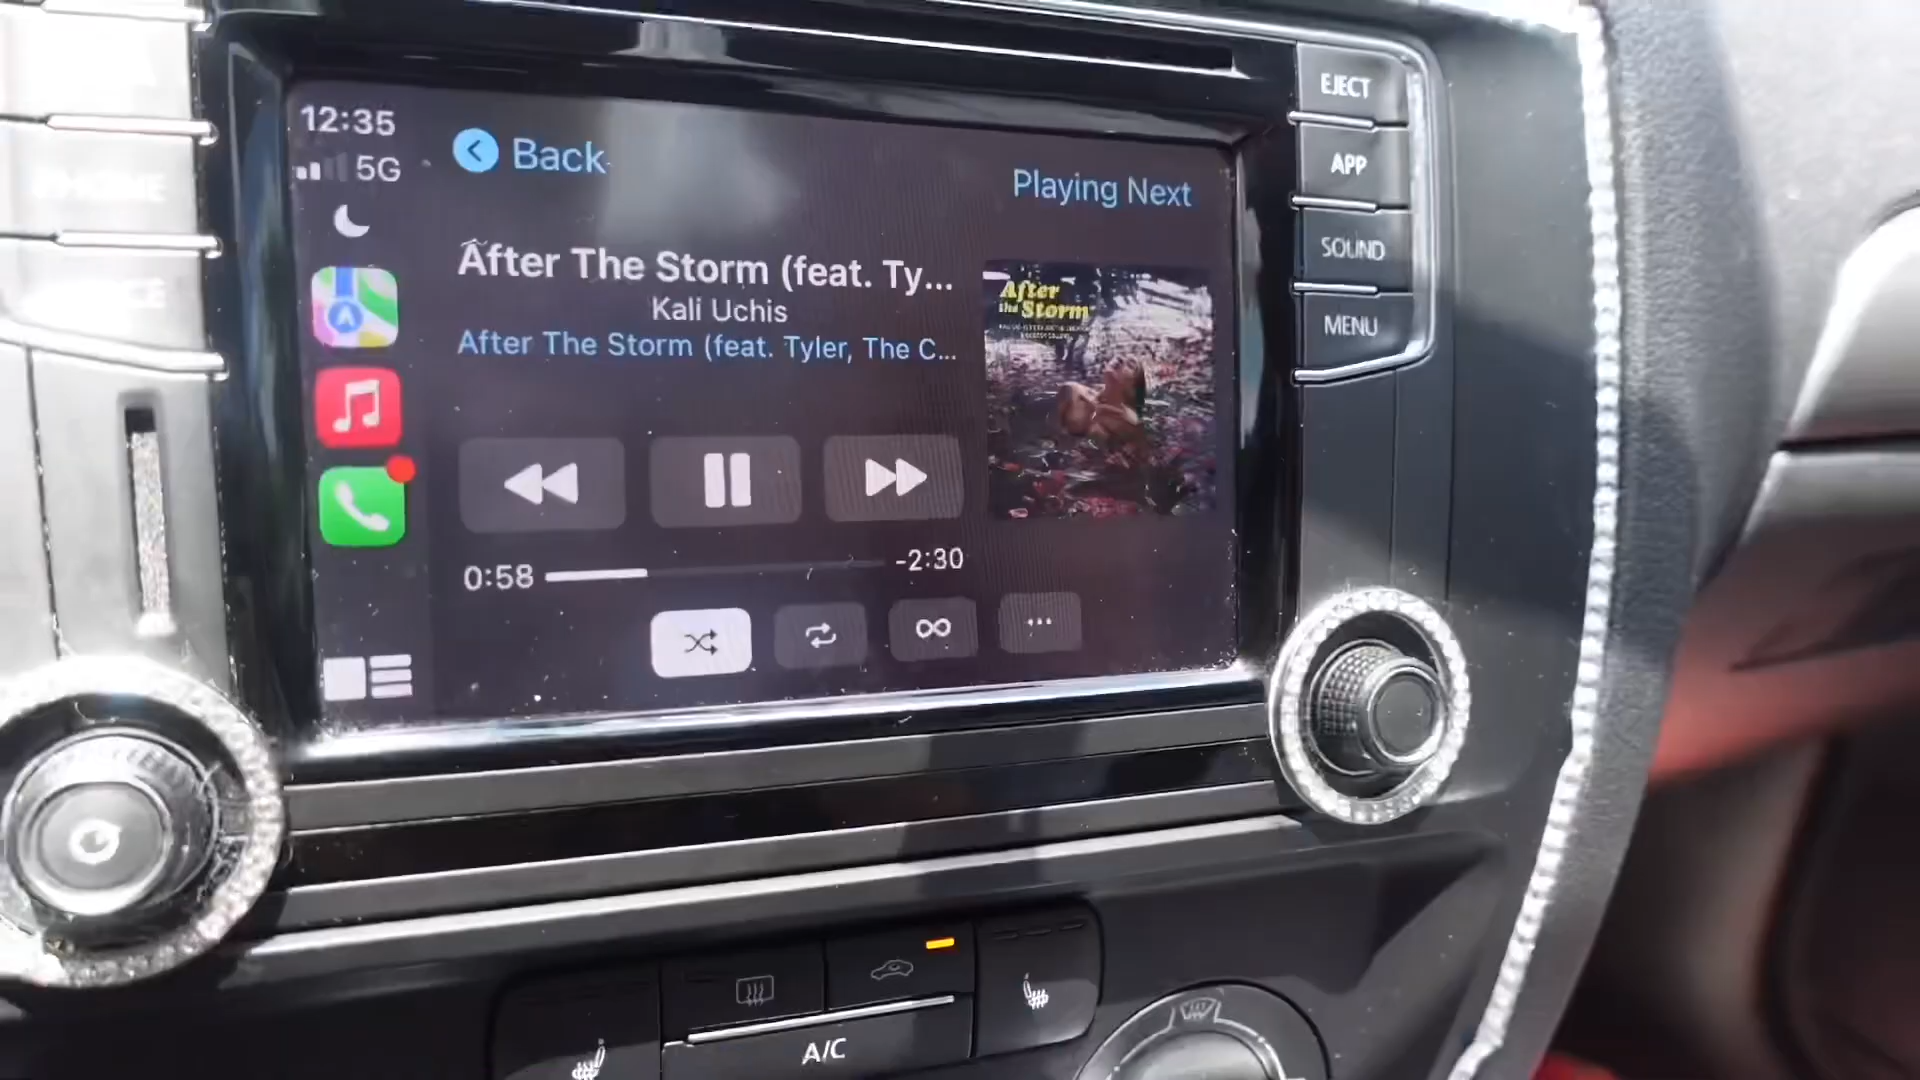 12:35
5G
Back
Playing Next
After The Storm (feat. Ty...
Kali Uchis
After The Storm (feat. Tyler, The C...
After
the Storm
0:58
-2:30
EJECT
APP
SOUND
MENU
A/C